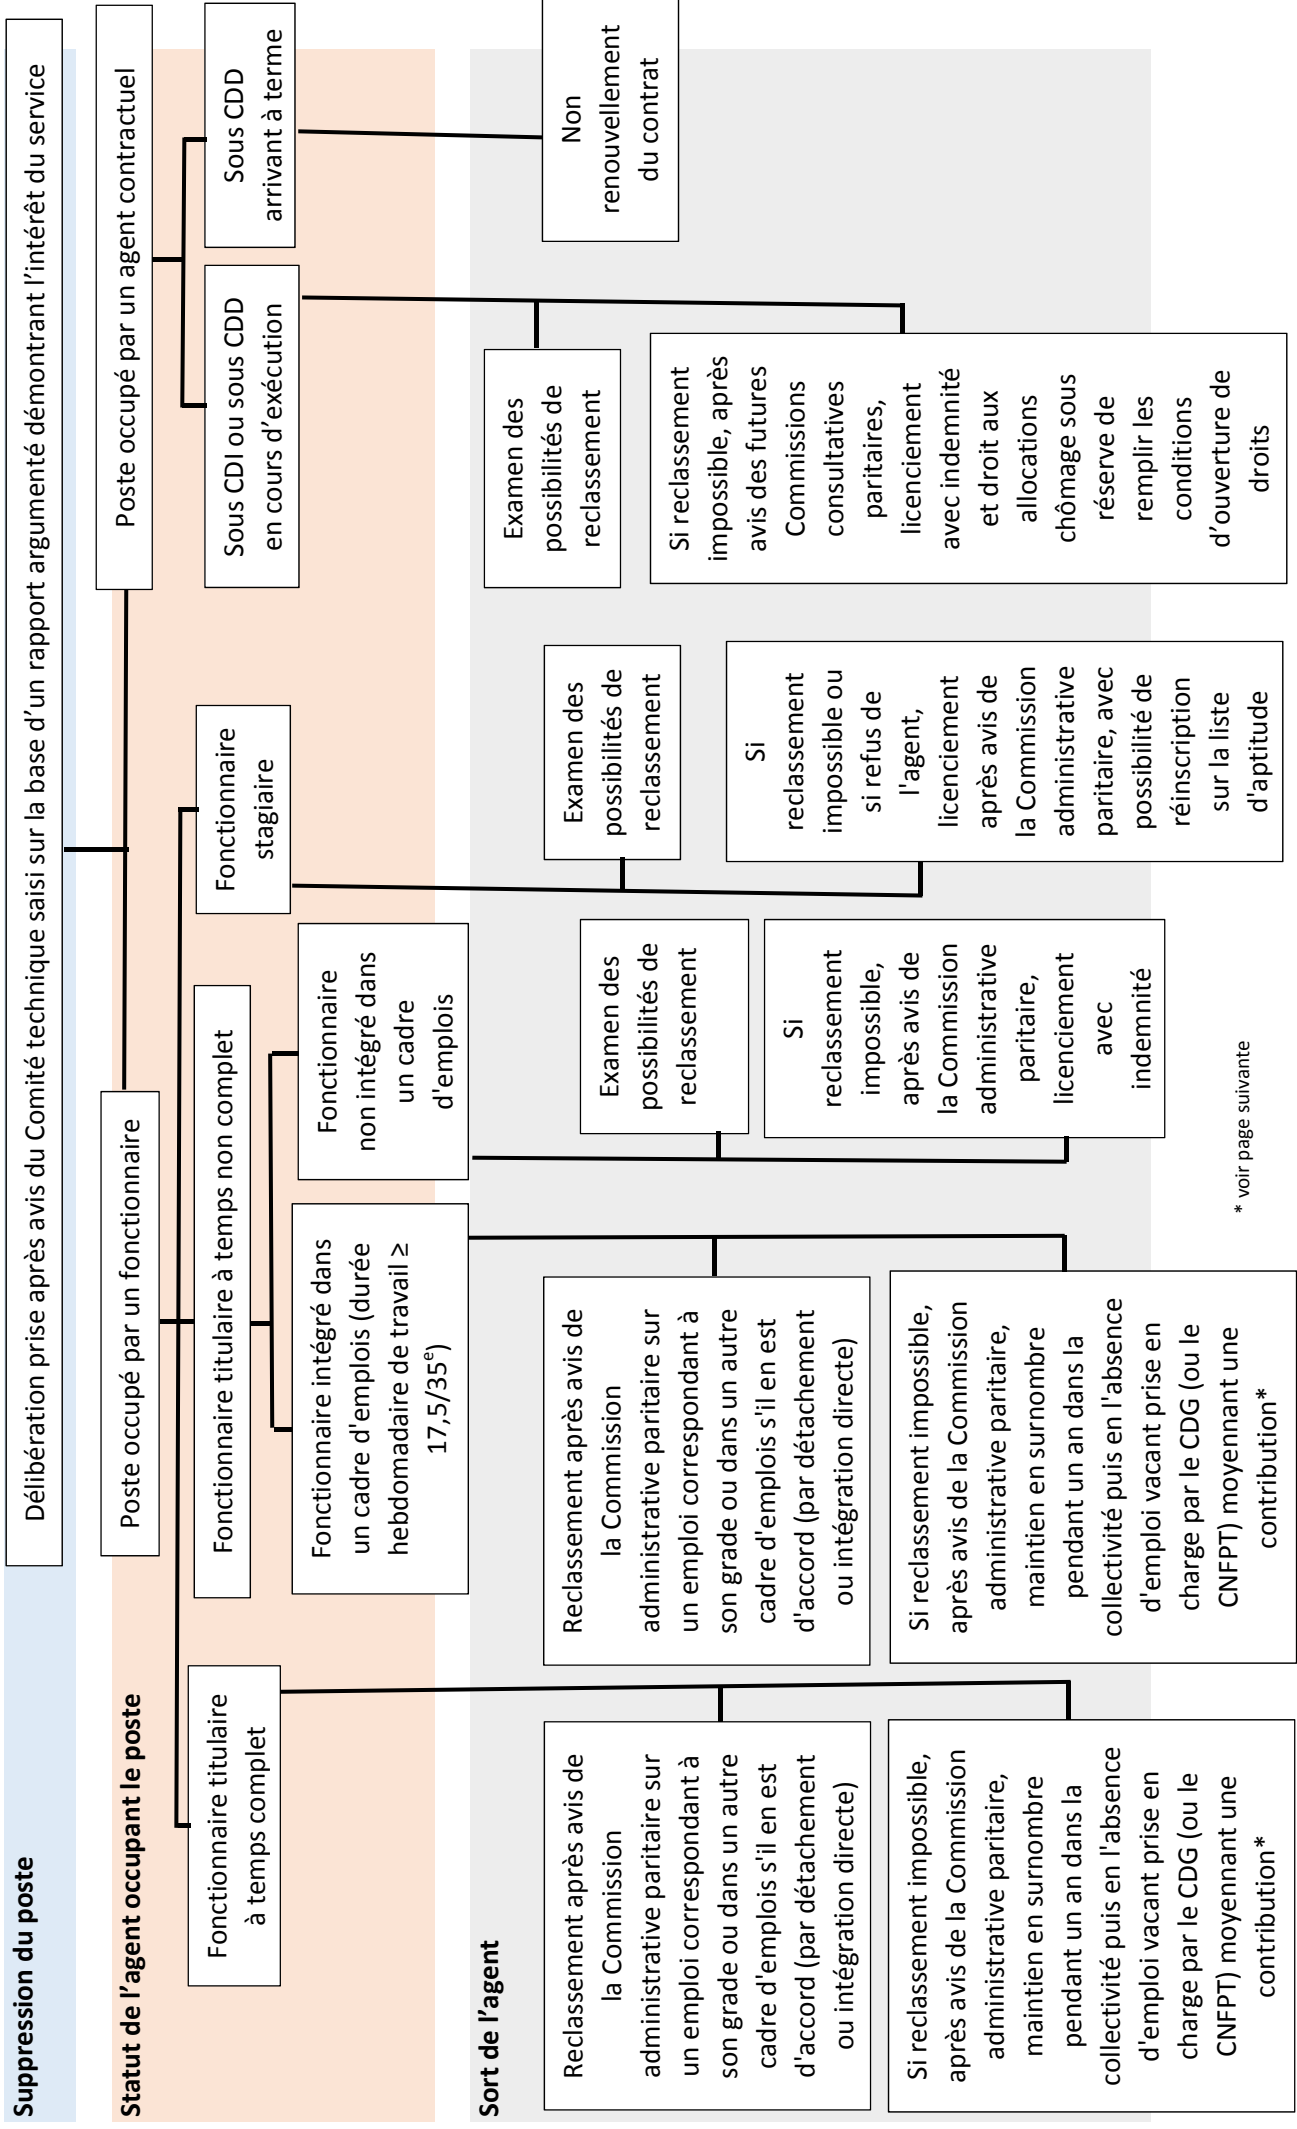 Suppression du poste
Délibération prise après avis du Comité technique saisi sur la base d'un rapport argumenté démontrant l'intérêt du service
Statut de l'agent occupant le poste
Poste occupé par un fonctionnaire
Poste occupé par un agent contractuel
Fonctionnaire titulaire
à temps complet
Fonctionnaire titulaire à temps non complet
Fonctionnaire
stagiaire
Sous CDI ou sous CDD
en cours d'exécution
Sous CDD
arrivant à terme
Fonctionnaire intégré dans
un cadre d'emplois (durée
hebdomadaire de travail ≥
17,5/35e)
Fonctionnaire
non intégré dans
un cadre
d'emplois
Sort de l'agent
Reclassement après avis de
la Commission
administrative paritaire sur
un emploi correspondant à
son grade ou dans un autre
cadre d'emplois s'il en est
d'accord (par détachement
ou intégration directe)
Reclassement après avis de
la Commission
administrative paritaire sur
un emploi correspondant à
son grade ou dans un autre
cadre d'emplois s'il en est
d'accord (par détachement
ou intégration directe)
Examen des
possibilités de
reclassement
Examen des
possibilités de
reclassement
Examen des
possibilités de
reclassement
Non
renouvellement
du contrat
Si reclassement impossible,
après avis de la Commission
administrative paritaire,
maintien en surnombre
pendant un an dans la
collectivité puis en l'absence
d'emploi vacant prise en
charge par le CDG (ou le
CNFPT) moyennant une
contribution*
Si reclassement impossible,
après avis de la Commission
administrative paritaire,
maintien en surnombre
pendant un an dans la
collectivité puis en l'absence
d'emploi vacant prise en
charge par le CDG (ou le
CNFPT) moyennant une
contribution*
Si
reclassement
impossible,
après avis de
la Commission
administrative
paritaire,
licenciement
avec
indemnité
Si
reclassement
impossible ou
si refus de
l'agent,
licenciement
après avis de
la Commission
administrative
paritaire, avec
possibilité de
réinscription
sur la liste
d'aptitude
Si reclassement
impossible, après
avis des futures
Commissions
consultatives
paritaires,
licenciement
avec indemnité
et droit aux
allocations
chômage sous
réserve de
remplir les
conditions
d'ouverture de
droits
* voir page suivante